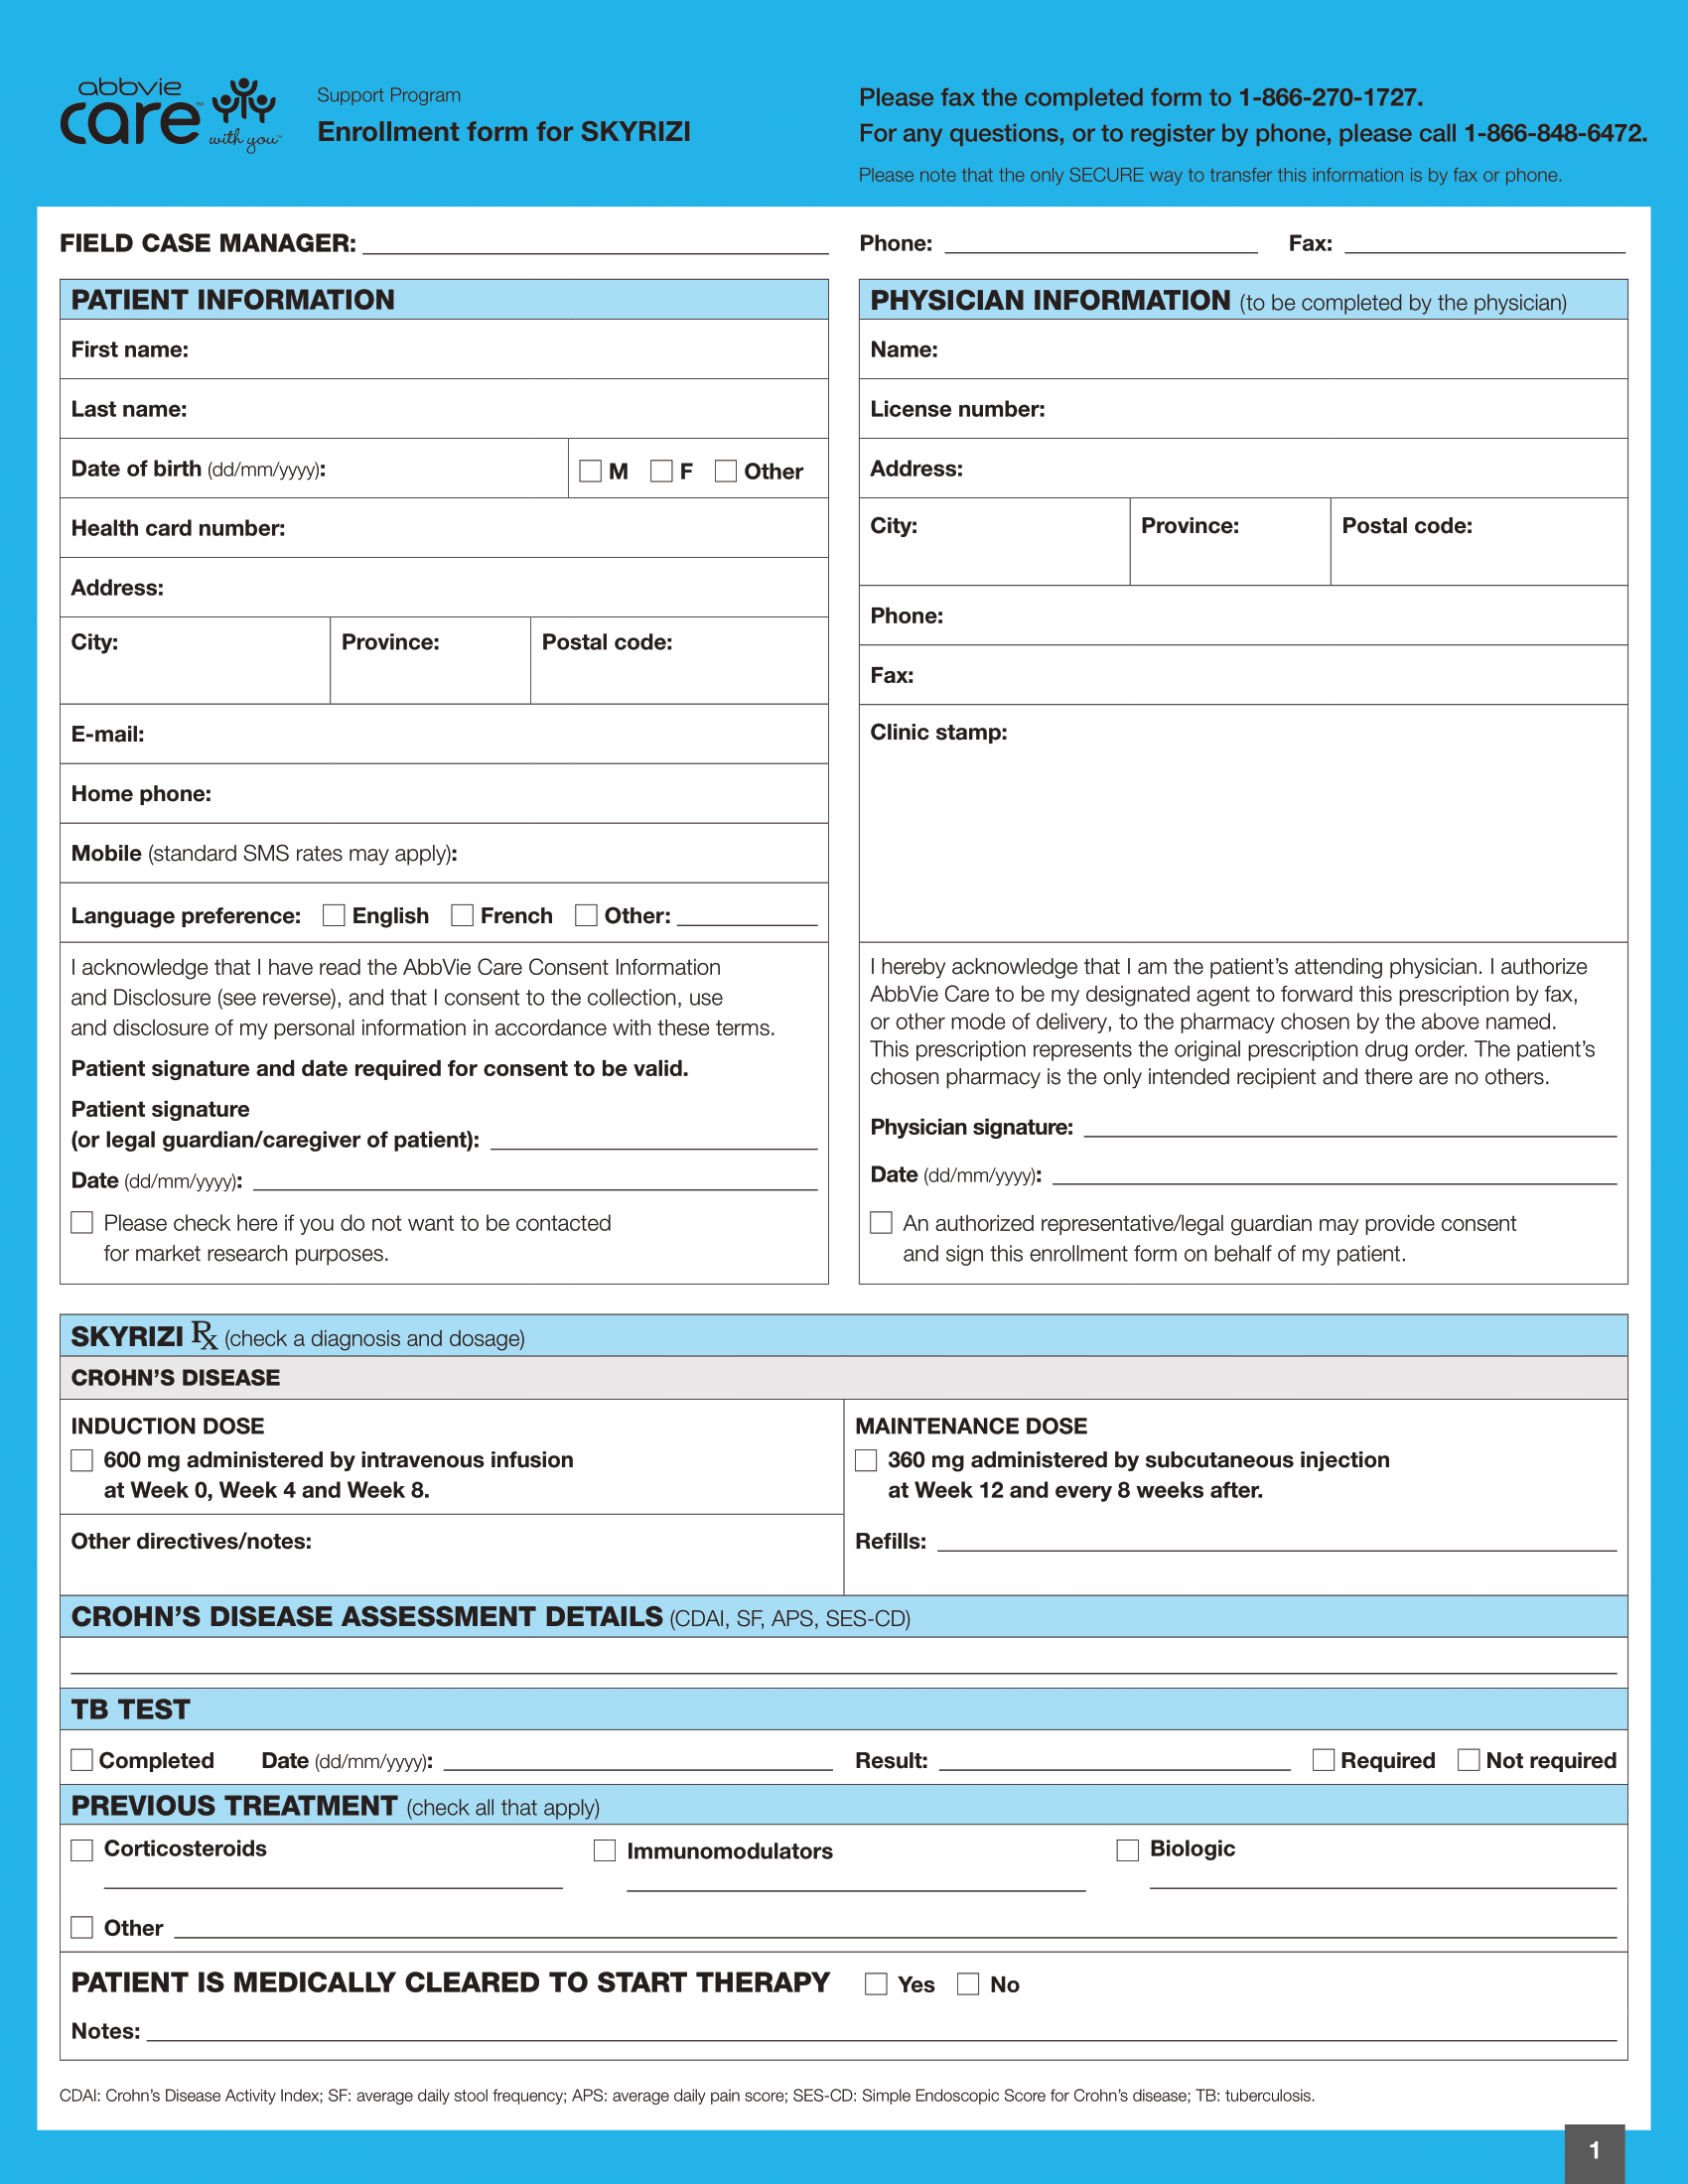 abbvie
care™ with you™
Support Program
Enrollment form for SKYRIZI
Please fax the completed form to 1-866-270-1727.
For any questions, or to register by phone, please call 1-866-848-6472.
Please note that the only SECURE way to transfer this information is by fax or phone.
FIELD CASE MANAGER:
Phone: Fax:
PATIENT INFORMATION
First name:
Last name:
Date of birth (dd/mm/yyyy): M F Other
Health card number:
Address:
City: Province: Postal code:
E-mail:
Home phone:
Mobile (standard SMS rates may apply):
Language preference: English French Other:
I acknowledge that I have read the AbbVie Care Consent Information
and Disclosure (see reverse), and that I consent to the collection, use
and disclosure of my personal information in accordance with these terms.
Patient signature and date required for consent to be valid.
Patient signature
(or legal guardian/caregiver of patient):
Date (dd/mm/yyyy):
Please check here if you do not want to be contacted
for market research purposes.
PHYSICIAN INFORMATION (to be completed by the physician)
Name:
License number:
Address:
City: Province: Postal code:
Phone:
Fax:
Clinic stamp:
I hereby acknowledge that I am the patient's attending physician. I authorize
AbbVie Care to be my designated agent to forward this prescription by fax,
or other mode of delivery, to the pharmacy chosen by the above named.
This prescription represents the original prescription drug order. The patient's
chosen pharmacy is the only intended recipient and there are no others.
Physician signature:
Date (dd/mm/yyyy):
An authorized representative/legal guardian may provide consent
and sign this enrollment form on behalf of my patient.
SKYRIZI ℞ (check a diagnosis and dosage)
CROHN'S DISEASE
INDUCTION DOSE
600 mg administered by intravenous infusion
at Week 0, Week 4 and Week 8.
Other directives/notes:
MAINTENANCE DOSE
360 mg administered by subcutaneous injection
at Week 12 and every 8 weeks after.
Refills:
CROHN'S DISEASE ASSESSMENT DETAILS (CDAI, SF, APS, SES-CD)
TB TEST
Completed Date (dd/mm/yyyy): Result: Required Not required
PREVIOUS TREATMENT (check all that apply)
Corticosteroids Immunomodulators Biologic
Other
PATIENT IS MEDICALLY CLEARED TO START THERAPY Yes No
Notes:
CDAI: Crohn's Disease Activity Index; SF: average daily stool frequency; APS: average daily pain score; SES-CD: Simple Endoscopic Score for Crohn's disease; TB: tuberculosis.
1